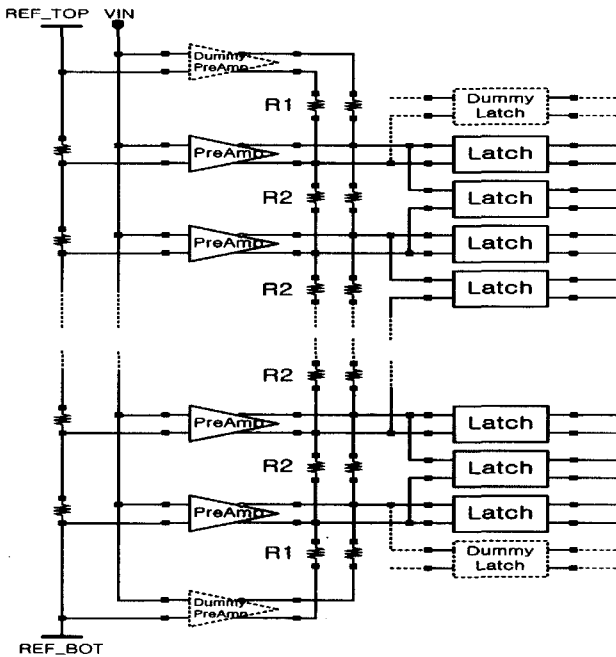 REF_TOP VIN
Dummy
PreAmp
R1
Dummy
Latch
PreAmp
Latch
R2
Latch
PreAmp
Latch
R2
Latch
R2
PreAmp
Latch
R2
Latch
PreAmp
Latch
R1
Dummy
Latch
Dummy
PreAmp
REF_BOT